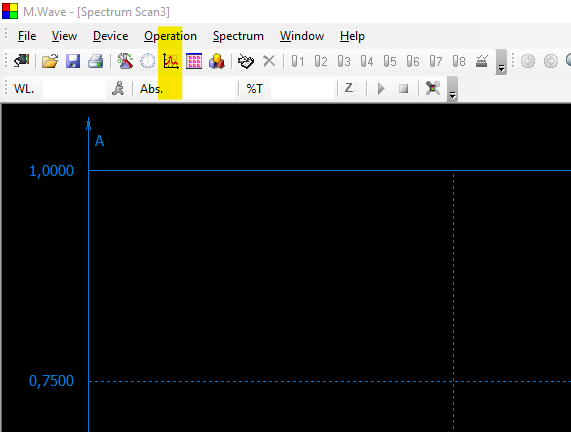 M.Wave - [Spectrum Scan3]
File View Device Operation Spectrum Window Help
1 2 3 4 5 6 7 8
WL. Abs. %T Z
A
1,0000
0,7500